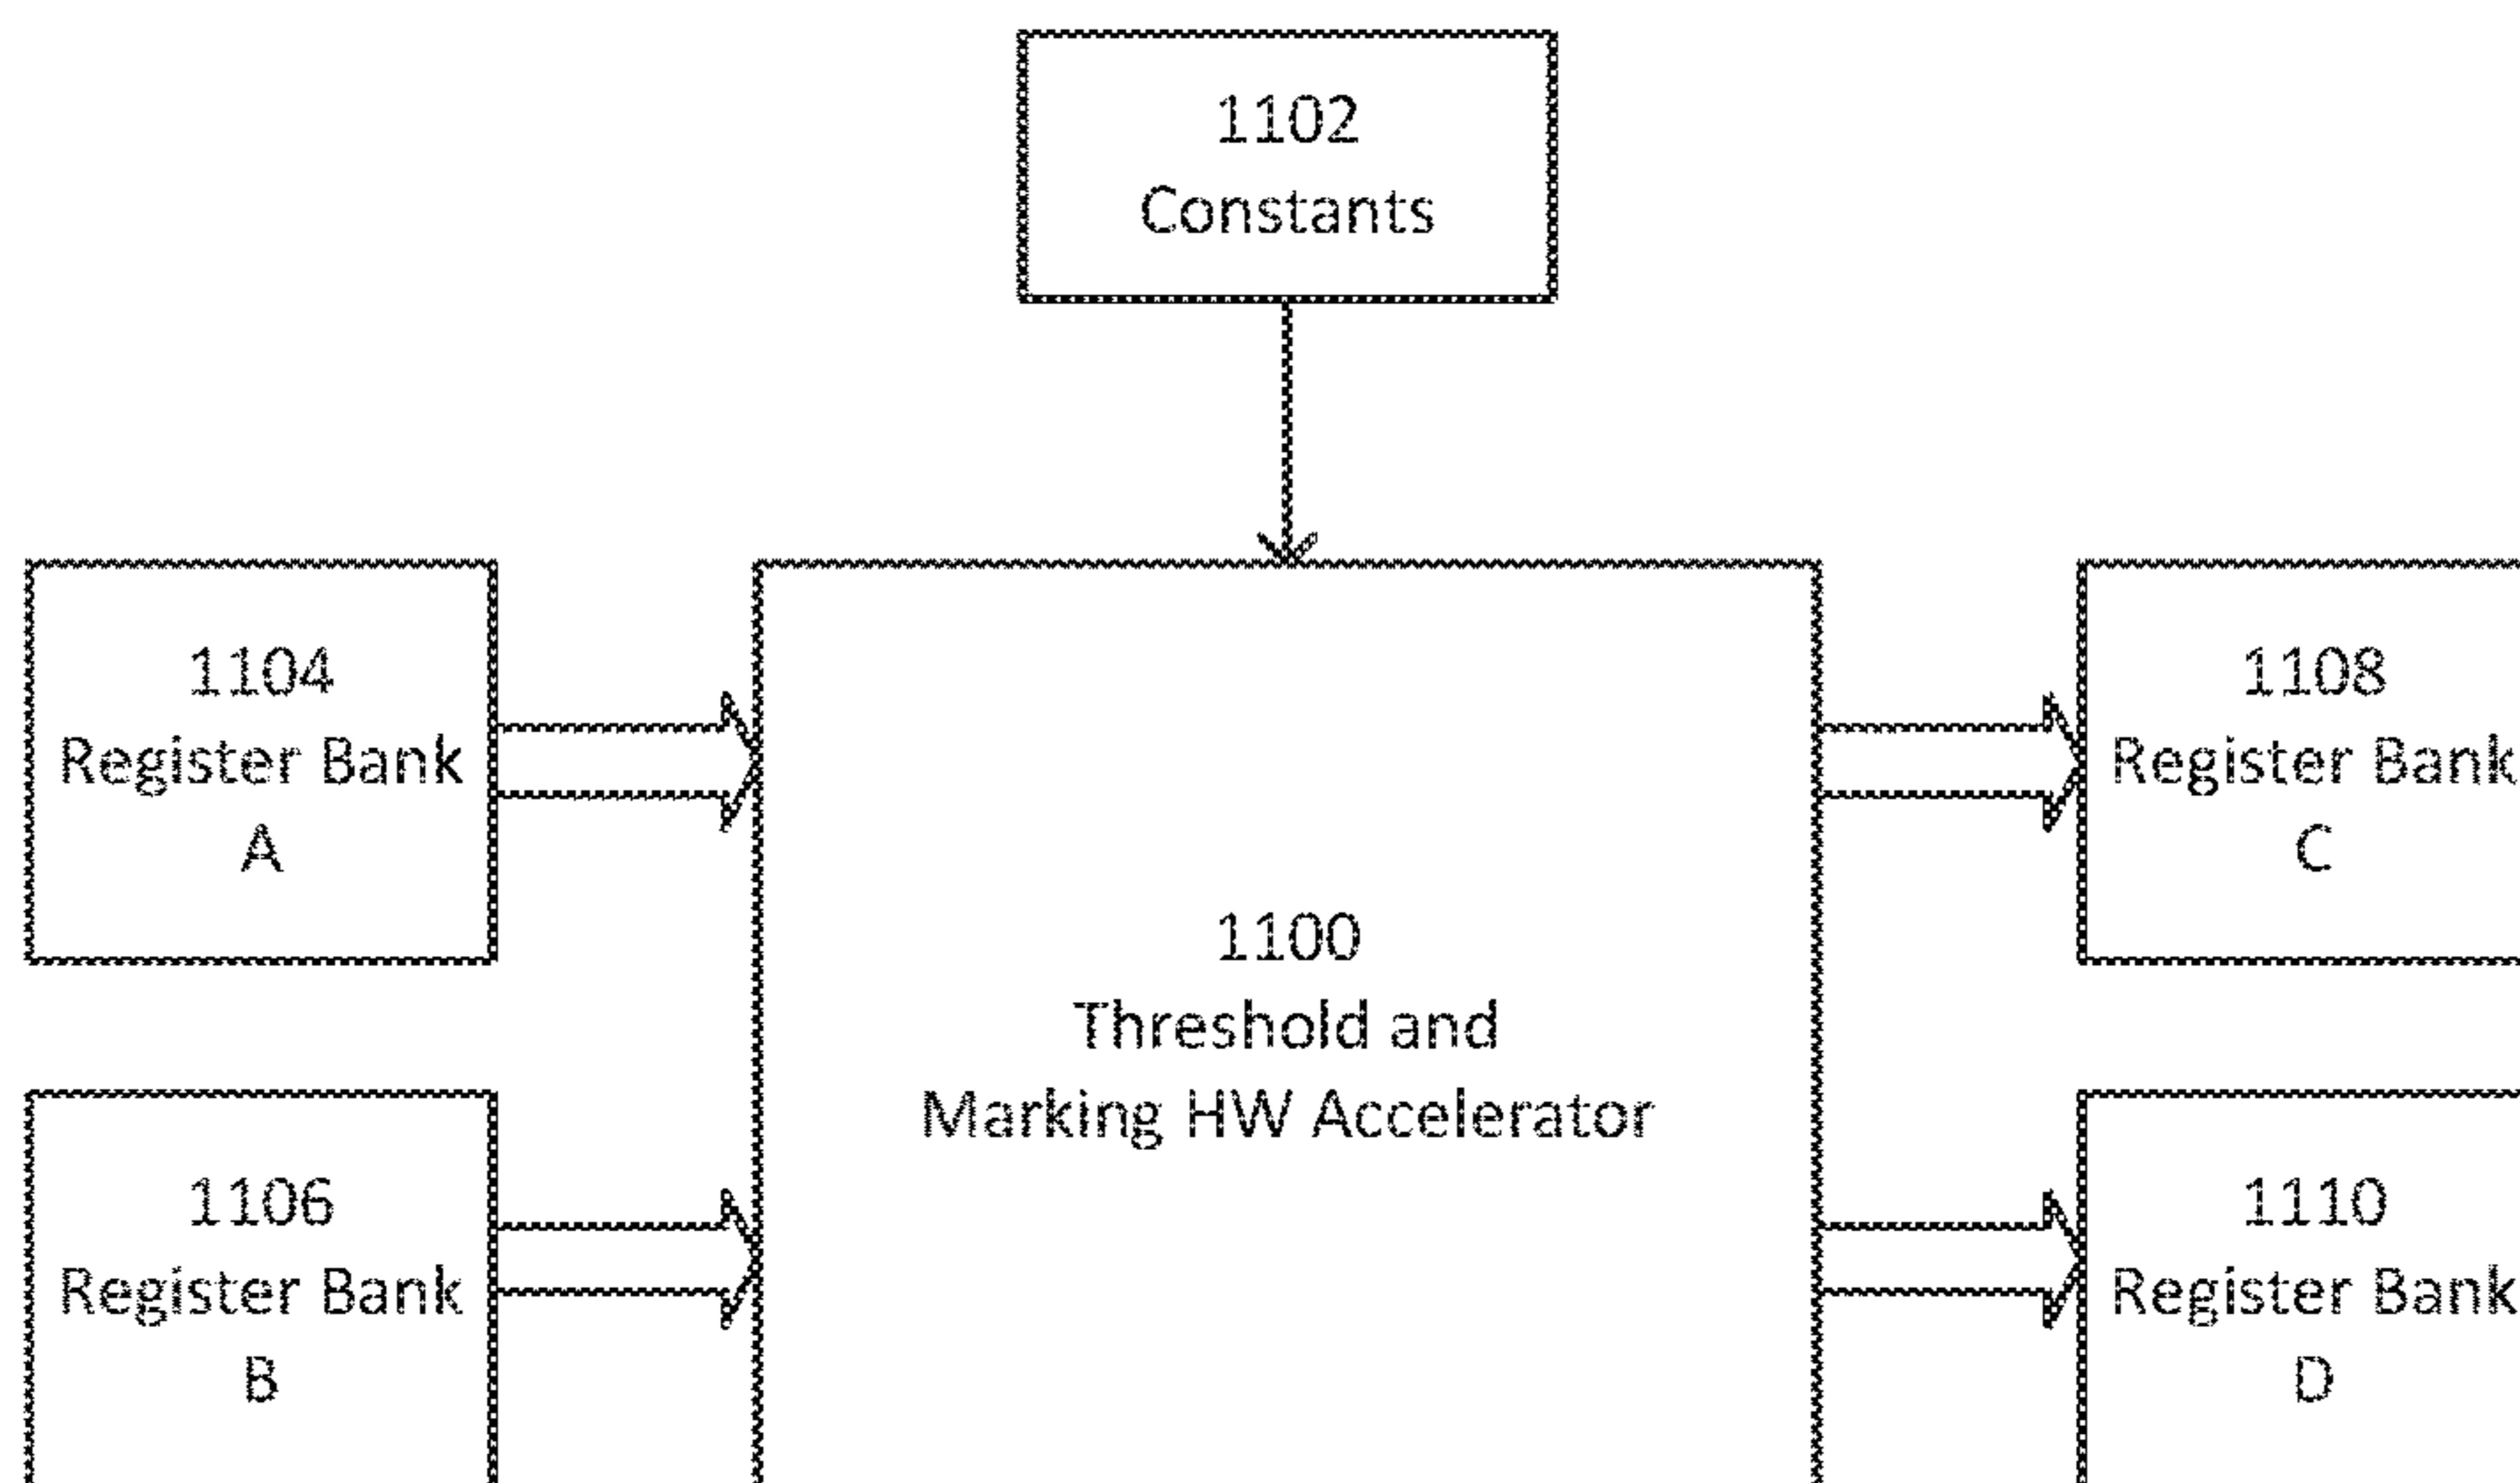 1102
Constants
1104
Register Bank
A
1100
Threshold and
Marking HW Accelerator
1108
Register Bank
C
1106
Register Bank
B
1110
Register Bank
D